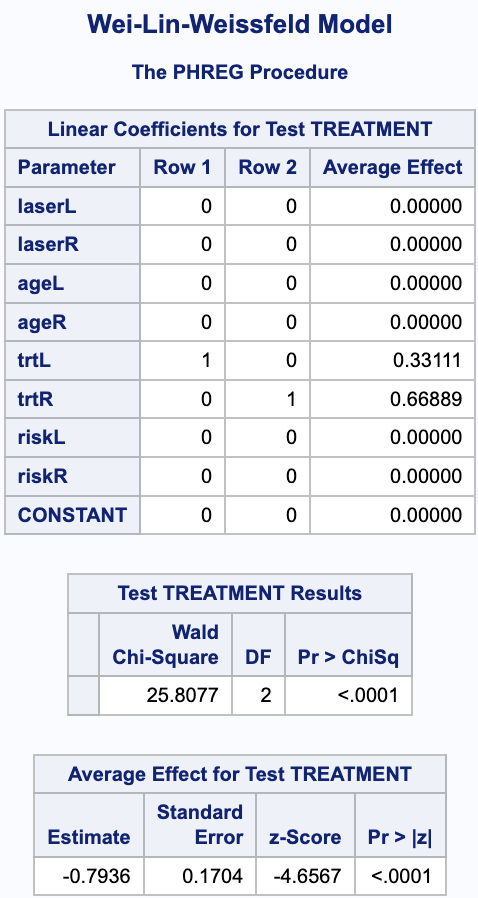 Wei-Lin-Weissfeld Model
The PHREG Procedure
Linear Coefficients for Test TREATMENT
Parameter Row 1 Row 2 Average Effect
laserL 0 0 0.00000
laserR 0 0 0.00000
ageL 0 0 0.00000
ageR 0 0 0.00000
trtL 1 0 0.33111
trtR 0 1 0.66889
riskL 0 0 0.00000
riskR 0 0 0.00000
CONSTANT 0 0 0.00000
Test TREATMENT Results
Wald
Chi-Square DF Pr > ChiSq
25.8077 2 <.0001
Average Effect for Test TREATMENT
Standard
Estimate Error z-Score Pr > |z|
-0.7936 0.1704 -4.6567 <.0001